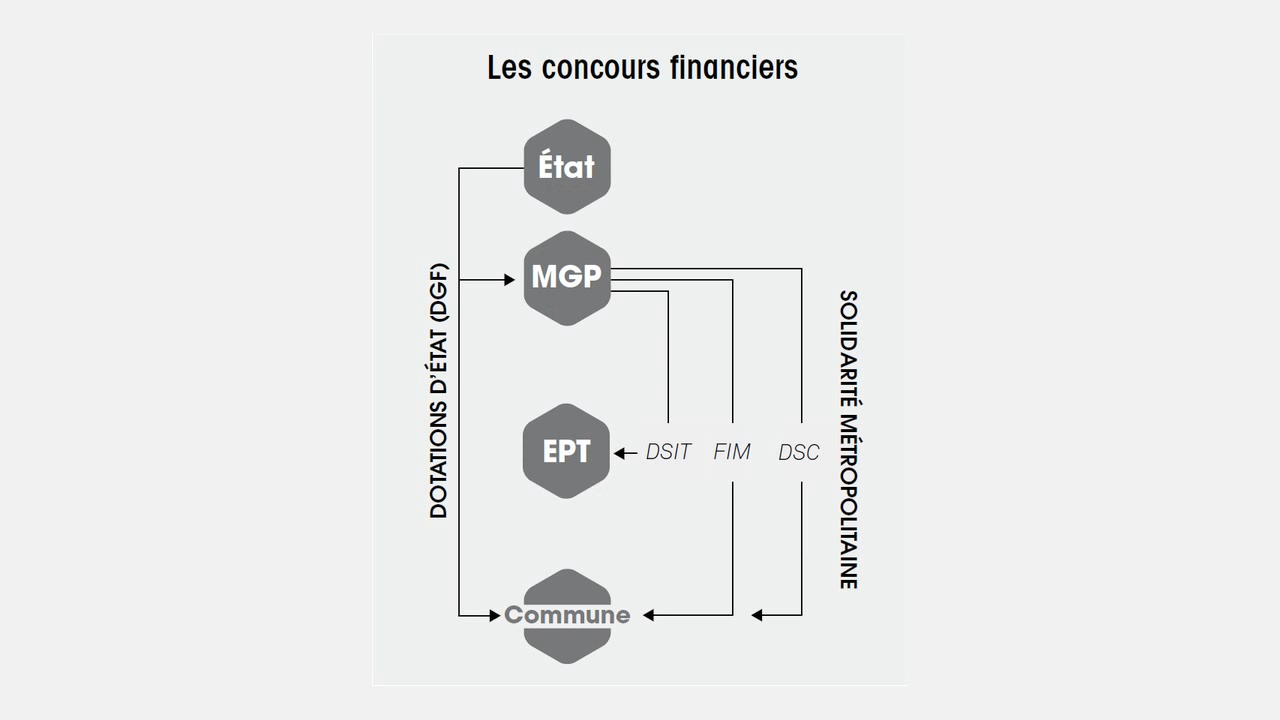 Les concours financiers
État
MGP
DOTATIONS D'ÉTAT (DGF)
SOLIDARITÉ MÉTROPOLITAINE
EPT
DSIT
FIM
DSC
Commune